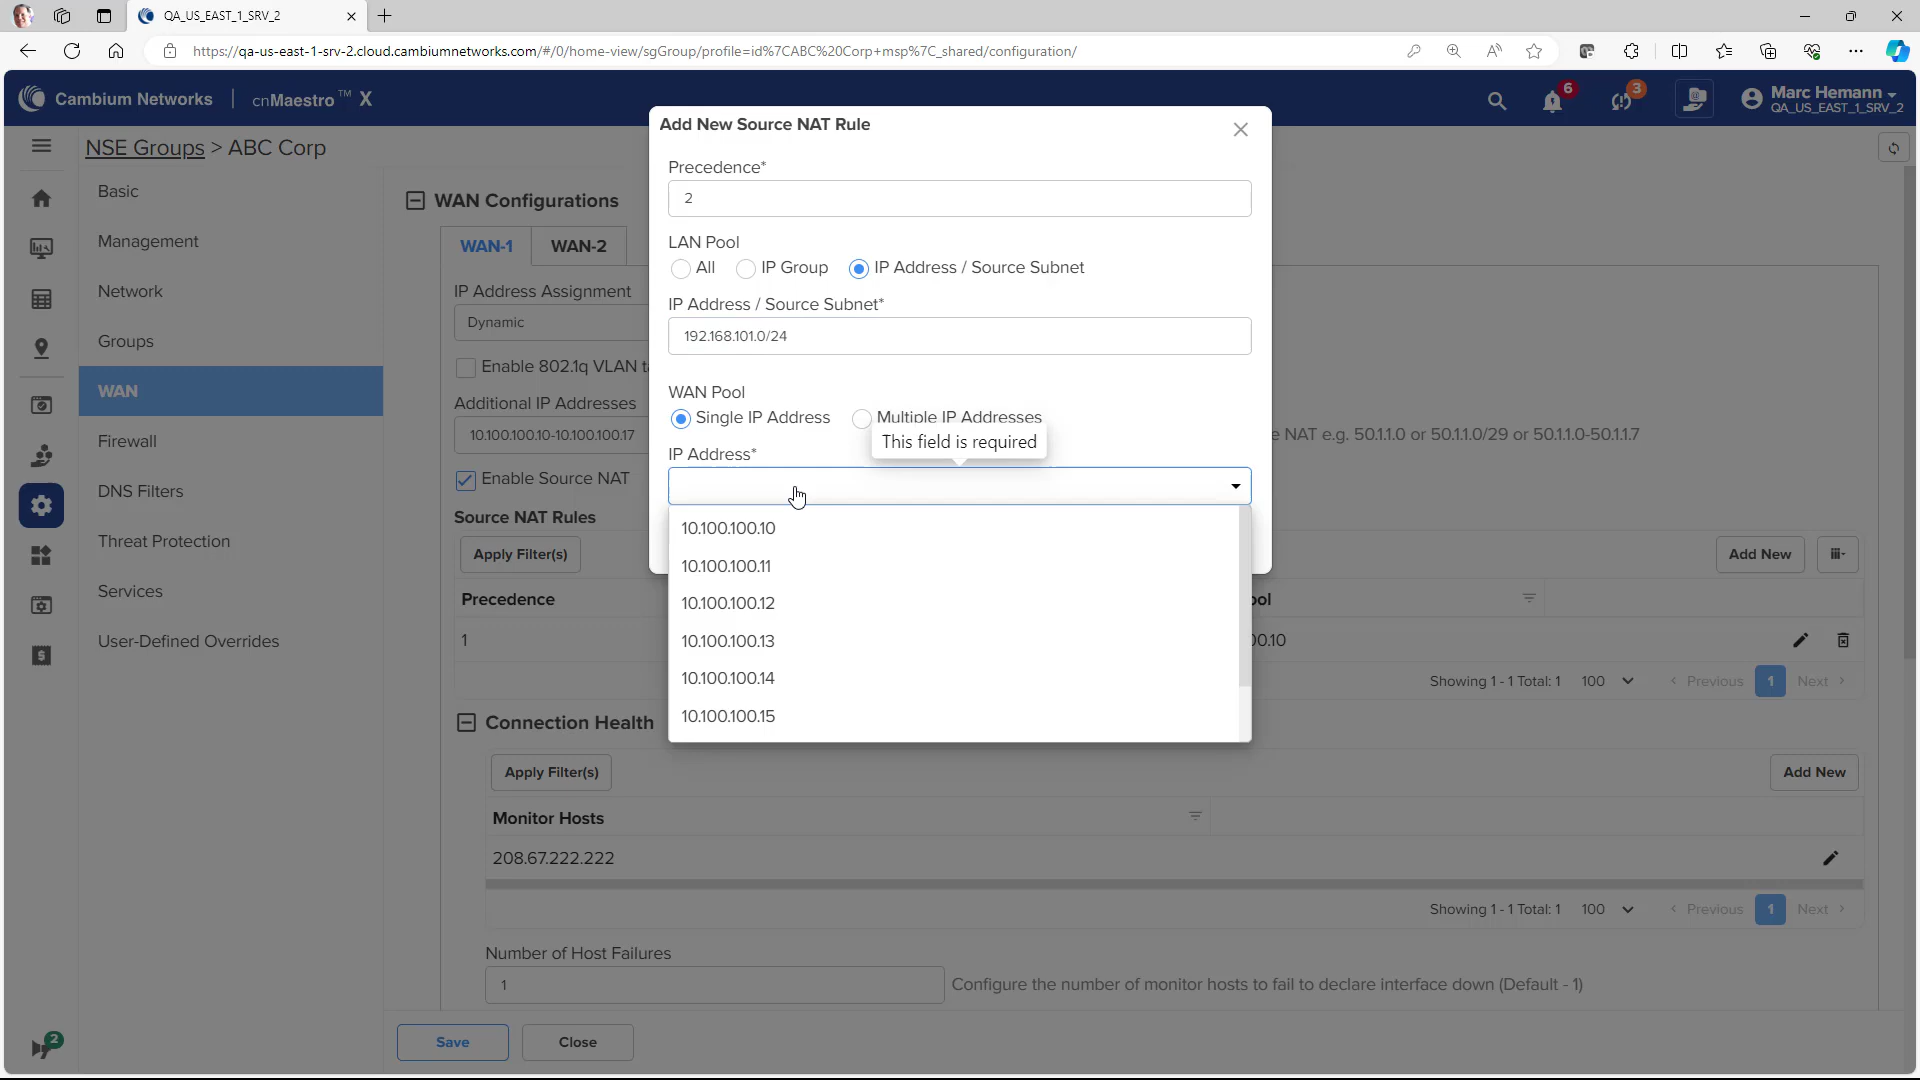 QA_US_EAST_1_SRV_2
https://qa-us-east-1-srv-2.cloud.cambiumnetworks.com/#/0/home-view/sgGroup/profile=id%7CABC%20Corp+msp%7C_shared/configuration/
Cambium Networks | cnMaestro™ X
6
3
Marc Hemann
QA_US_EAST_1_SRV_2
NSE Groups > ABC Corp
Basic
Management
Network
Groups
WAN
Firewall
DNS Filters
Threat Protection
Services
User-Defined Overrides
2
WAN Configurations
WAN-1
WAN-2
IP Address Assignment
Dynamic
Enable 802.1q VLAN t
Additional IP Addresses
10.100.100.10-10.100.100.17
e NAT e.g. 50.1.1.0 or 50.1.1.0/29 or 50.1.1.0-50.1.1.7
Enable Source NAT
Source NAT Rules
Apply Filter(s)
Add New
Precedence
ool
1
00.10
Showing 1 - 1 Total: 1 100 < Previous 1 Next >
Connection Health
Apply Filter(s)
Add New
Monitor Hosts
208.67.222.222
Showing 1 - 1 Total: 1 100 < Previous 1 Next >
Number of Host Failures
1
Configure the number of monitor hosts to fail to declare interface down (Default - 1)
Save
Close
Add New Source NAT Rule
Precedence*
2
LAN Pool
All
IP Group
IP Address / Source Subnet
IP Address / Source Subnet*
192.168.101.0/24
WAN Pool
Single IP Address
Multiple IP Addresses
This field is required
IP Address*
10.100.100.10
10.100.100.11
10.100.100.12
10.100.100.13
10.100.100.14
10.100.100.15